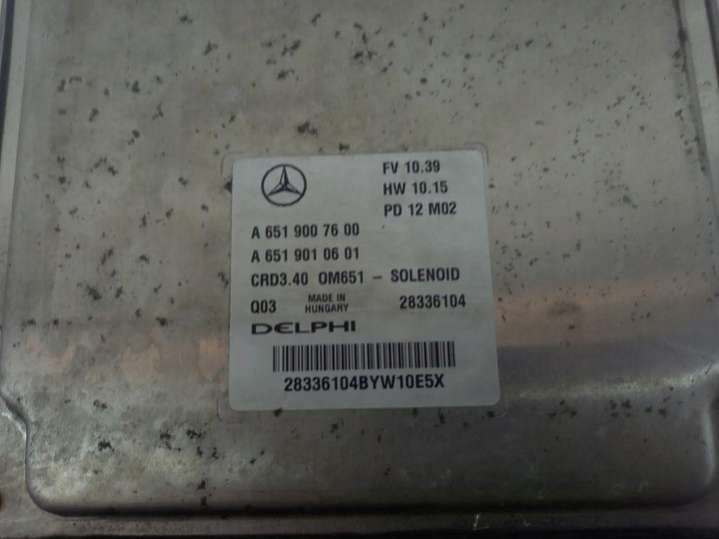 FV 10.39
HW 10.15
PD 12 M02
A 651 900 76 00
A 651 901 06 01
CRD3.40 OM651 - SOLENOID
Q03 MADE IN HUNGARY 28336104
DELPHI
28336104BYW10E5X